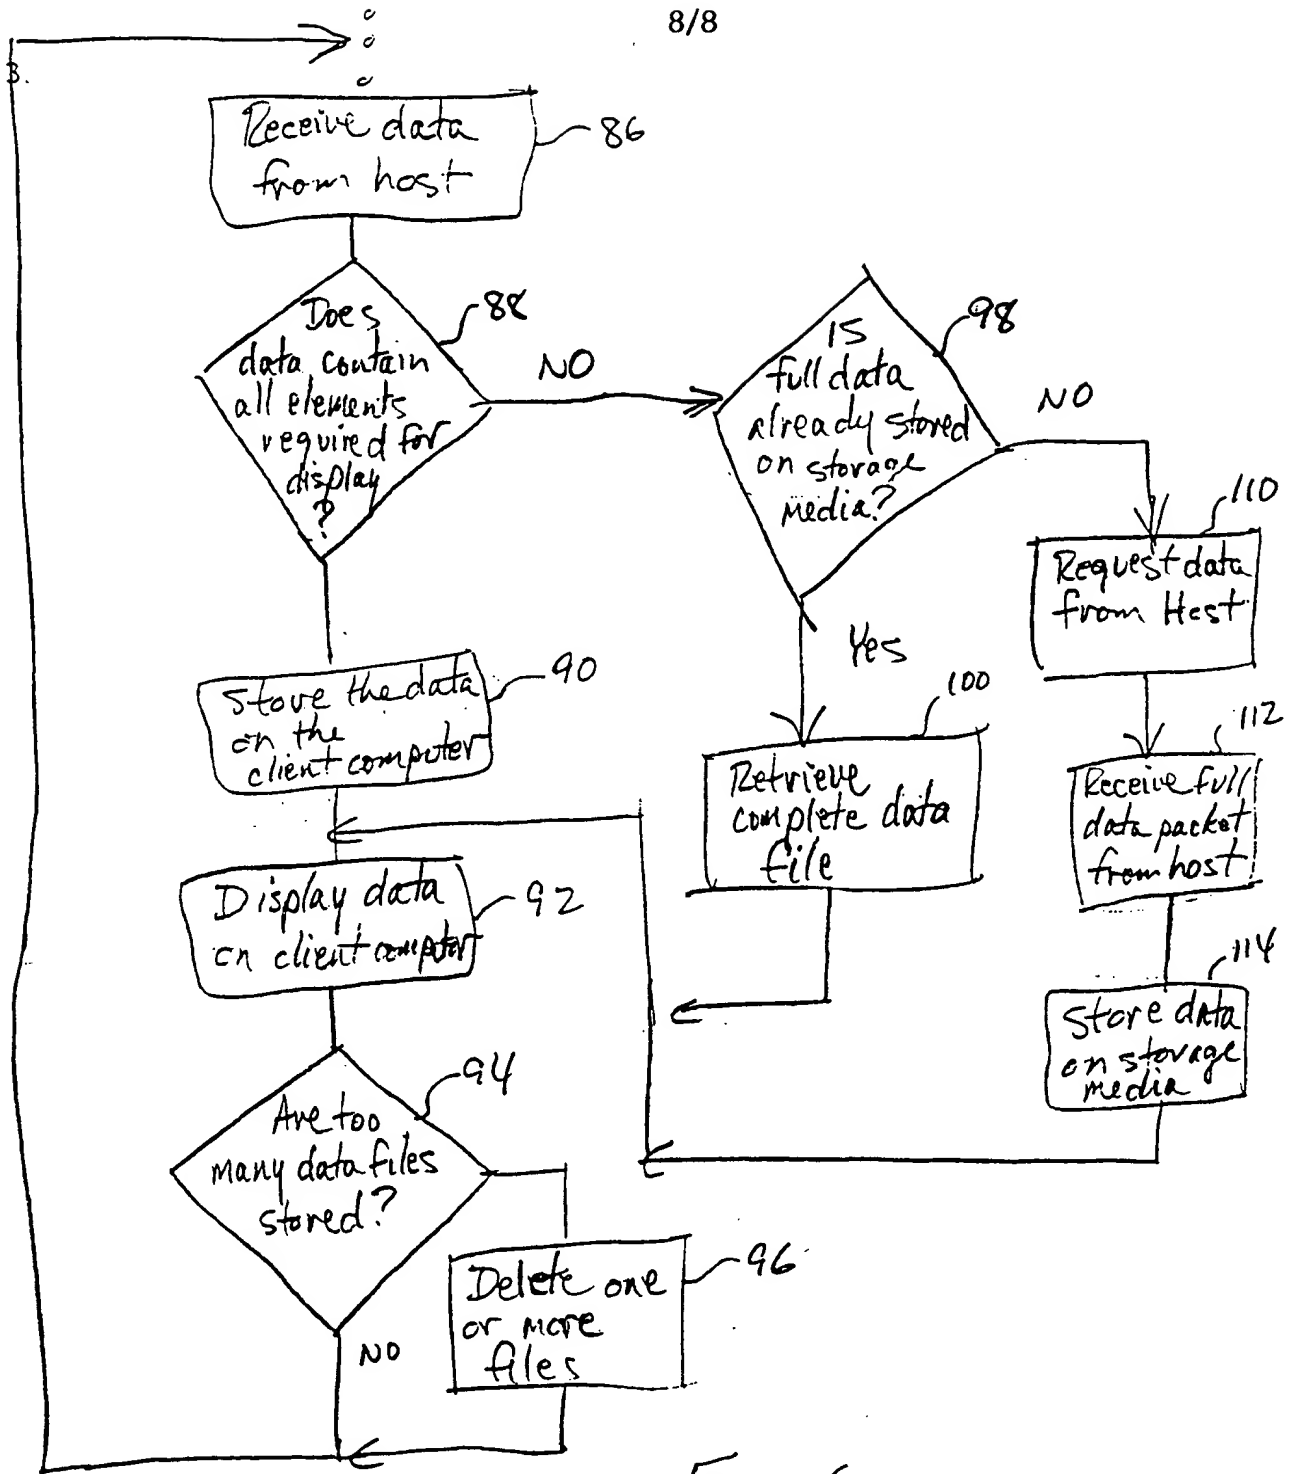 8/8
3.
Receive data
from host
86
Does
data contain
all elements
required for
display
?
88
NO
Is
full data
already stored
on storage
media?
98
NO
Yes
110
Request data
from Host
Store the data
on the
client computer
90
100
Retrieve
complete data
file
112
Receive full
data packet
from host
Display data
on client computer
92
114
Store data
on storage
media
Are too
many data files
stored?
94
NO
Delete one
or more
files
96